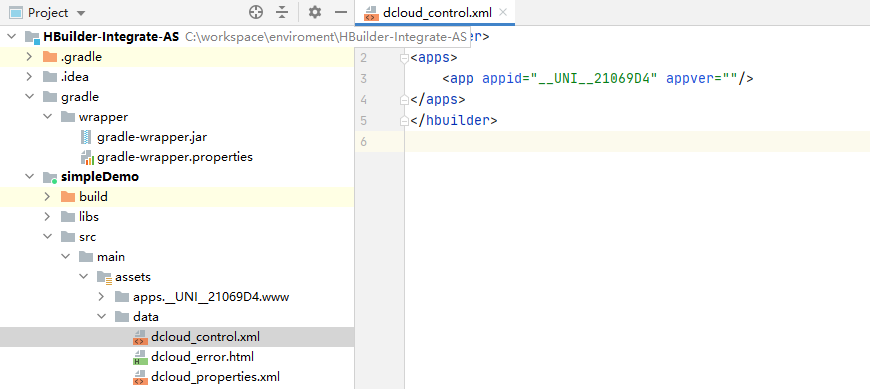 Project
HBuilder-Integrate-AS C:\workspace\enviroment\HBuilder-Integrate-AS
.gradle
.idea
gradle
wrapper
gradle-wrapper.jar
gradle-wrapper.properties
simpleDemo
build
libs
src
main
assets
apps.__UNI__21069D4.www
data
dcloud_control.xml
dcloud_error.html
dcloud_properties.xml
dcloud_control.xml
er>
2 <apps>
3 <app appid="__UNI__21069D4" appver=""/>
4 </apps>
5 </hbuilder>
6